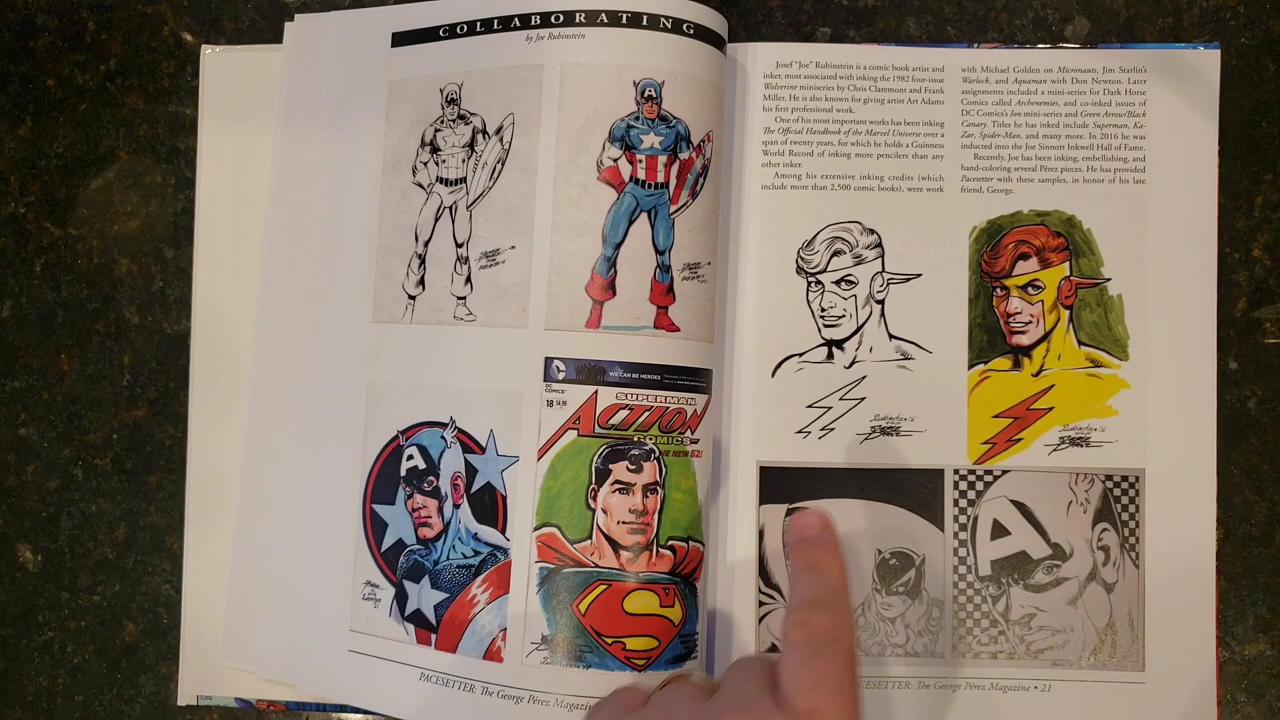 COLLABORATING
by Joe Rubinstein
WE CAN BE HEROES
DC
COMICS™
18 $4.99
SUPERMAN
ACTION
COMICS
THE NEW 52!
PACESETTER: The George Pérez Magazin
Josef "Joe" Rubinstein is a comic book artist and
inker, most associated with inking the 1982 four-issue
Wolverine miniseries by Chris Claremont and Frank
Miller. He is also known for giving artist Art Adams
his first professional work.
One of his most important works has been inking
The Official Handbook of the Marvel Universe over a
span of twenty years, for which he holds a Guinness
World Record of inking more pencilers than any
other inker.
Among his extensive inking credits (which
include more than 2,500 comic books), were work
with Michael Golden on Micronauts, Jim Starlin's
Warlock, and Aquaman with Don Newton. Later
assignments included a mini-series for Dark Horse
Comics called Archenemies, and co-inked issues of
DC Comics's Ion miniseries and Green Arrow/Black
Canary. Titles he has inked include Superman, Ka-
Zar, Spider-Man, and many more. In 2016 he was
inducted into the Joe Sinnott Inkwell Hall of Fame.
Recently, Joe has been inking, embellishing, and
hand-coloring several Pérez pieces. He has provided
Pacesetter with these samples, in honor of his late
friend, George.
CESETTER: The George Pérez Magazine • 21